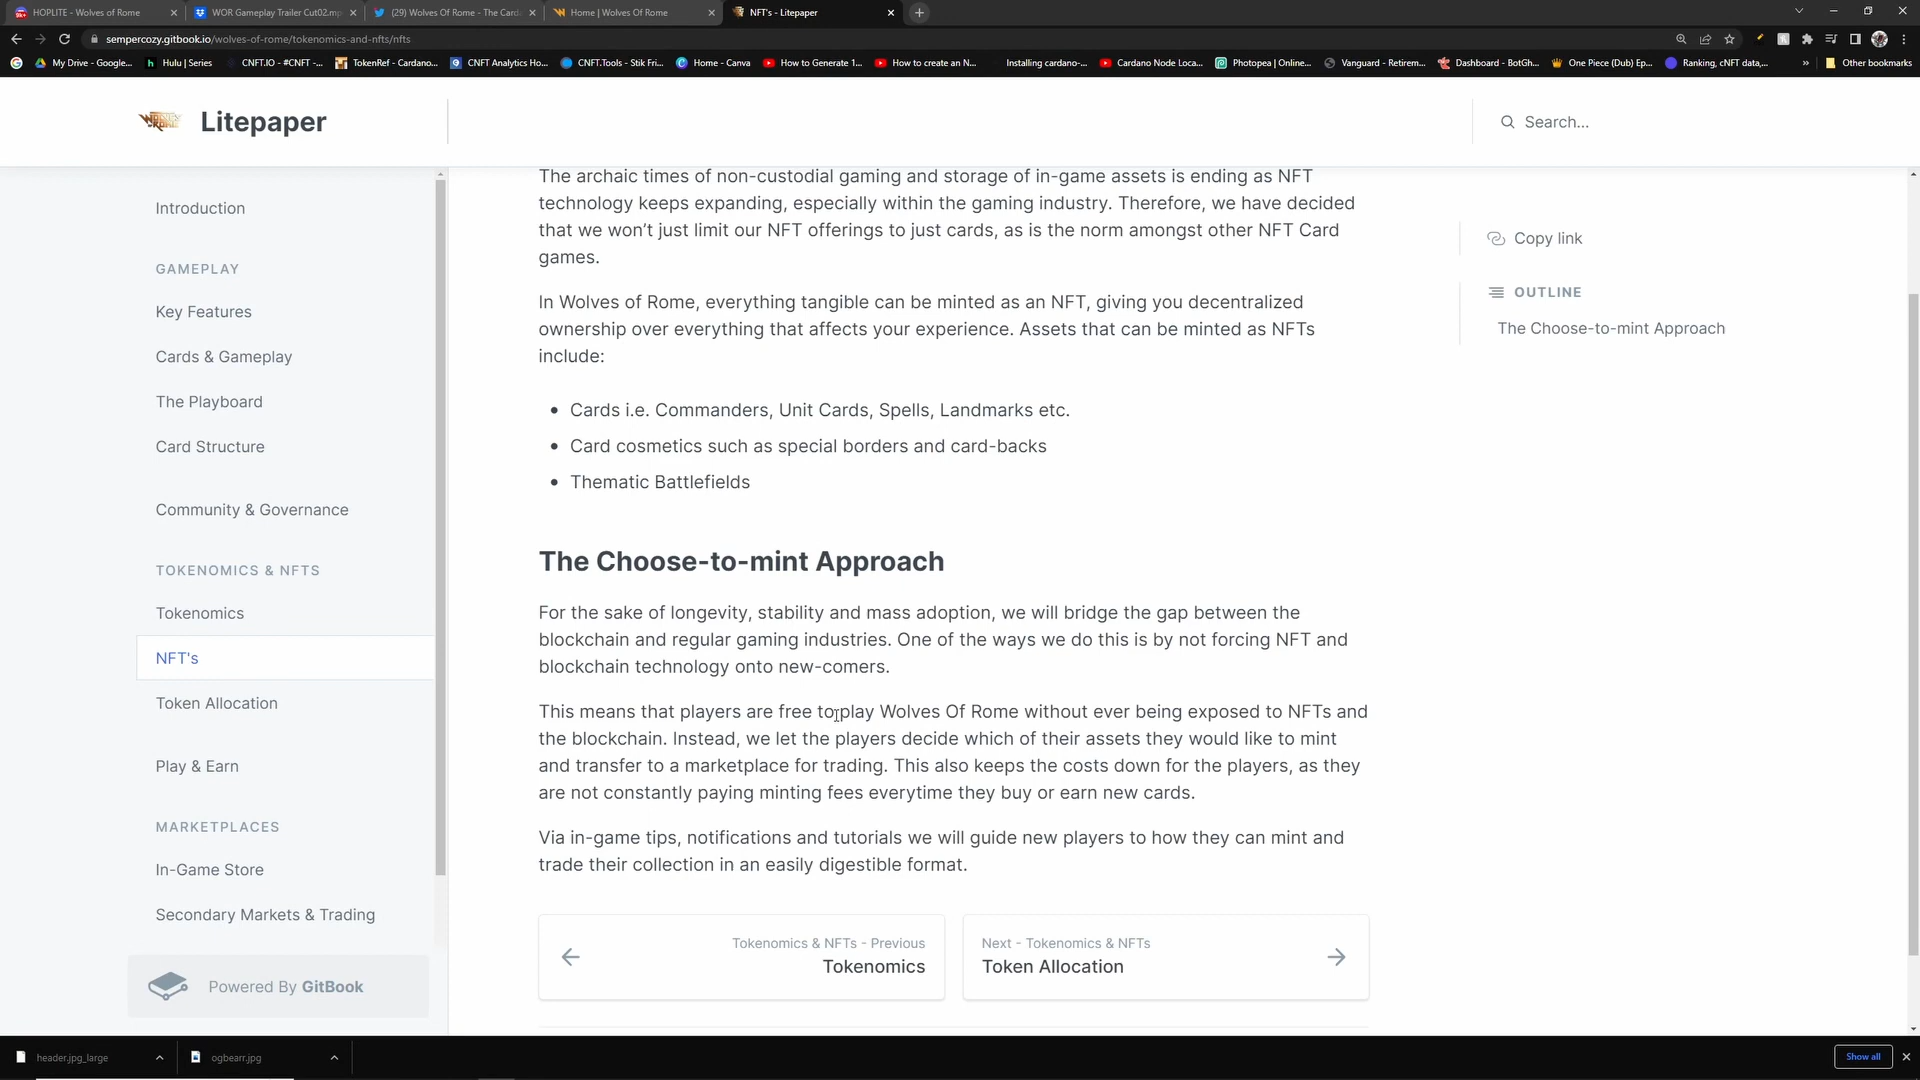 HOPLITE - Wolves of Rome
WOR Gameplay Trailer Cut02.mp
(29) Wolves Of Rome - The Card
Home | Wolves Of Rome
NFT's - Litepaper
sempercozy.gitbook.io/wolves-of-rome/tokenomics-and-nfts/nfts
My Drive - Google...
Hulu | Series
CNFT.IO - #CNFT -...
TokenRef - Cardano...
CNFT Analytics Ho...
CNFT.Tools - Stik Fri...
Home - Canva
How to Generate 1...
How to create an N...
Installing cardano-...
Cardano Node Loca...
Photopea | Online...
Vanguard - Retirem...
Dashboard - BotGh...
One Piece (Dub) Ep...
Ranking, cNFT data,...
»
Other bookmarks
Litepaper
Search...
Introduction
GAMEPLAY
Key Features
Cards & Gameplay
The Playboard
Card Structure
Community & Governance
TOKENOMICS & NFTS
Tokenomics
NFT's
Token Allocation
Play & Earn
MARKETPLACES
In-Game Store
Secondary Markets & Trading
Powered By GitBook
The archaic times of non-custodial gaming and storage of in-game assets is ending as NFT
technology keeps expanding, especially within the gaming industry. Therefore, we have decided
that we won't just limit our NFT offerings to just cards, as is the norm amongst other NFT Card
games.
In Wolves of Rome, everything tangible can be minted as an NFT, giving you decentralized
ownership over everything that affects your experience. Assets that can be minted as NFTs
include:
• Cards i.e. Commanders, Unit Cards, Spells, Landmarks etc.
• Card cosmetics such as special borders and card-backs
• Thematic Battlefields
The Choose-to-mint Approach
For the sake of longevity, stability and mass adoption, we will bridge the gap between the
blockchain and regular gaming industries. One of the ways we do this is by not forcing NFT and
blockchain technology onto new-comers.
This means that players are free to play Wolves Of Rome without ever being exposed to NFTs and
the blockchain. Instead, we let the players decide which of their assets they would like to mint
and transfer to a marketplace for trading. This also keeps the costs down for the players, as they
are not constantly paying minting fees everytime they buy or earn new cards.
Via in-game tips, notifications and tutorials we will guide new players to how they can mint and
trade their collection in an easily digestible format.
Tokenomics & NFTs - Previous
Tokenomics
Next - Tokenomics & NFTs
Token Allocation
Copy link
OUTLINE
The Choose-to-mint Approach
header.jpg_large
ogbearr.jpg
Show all